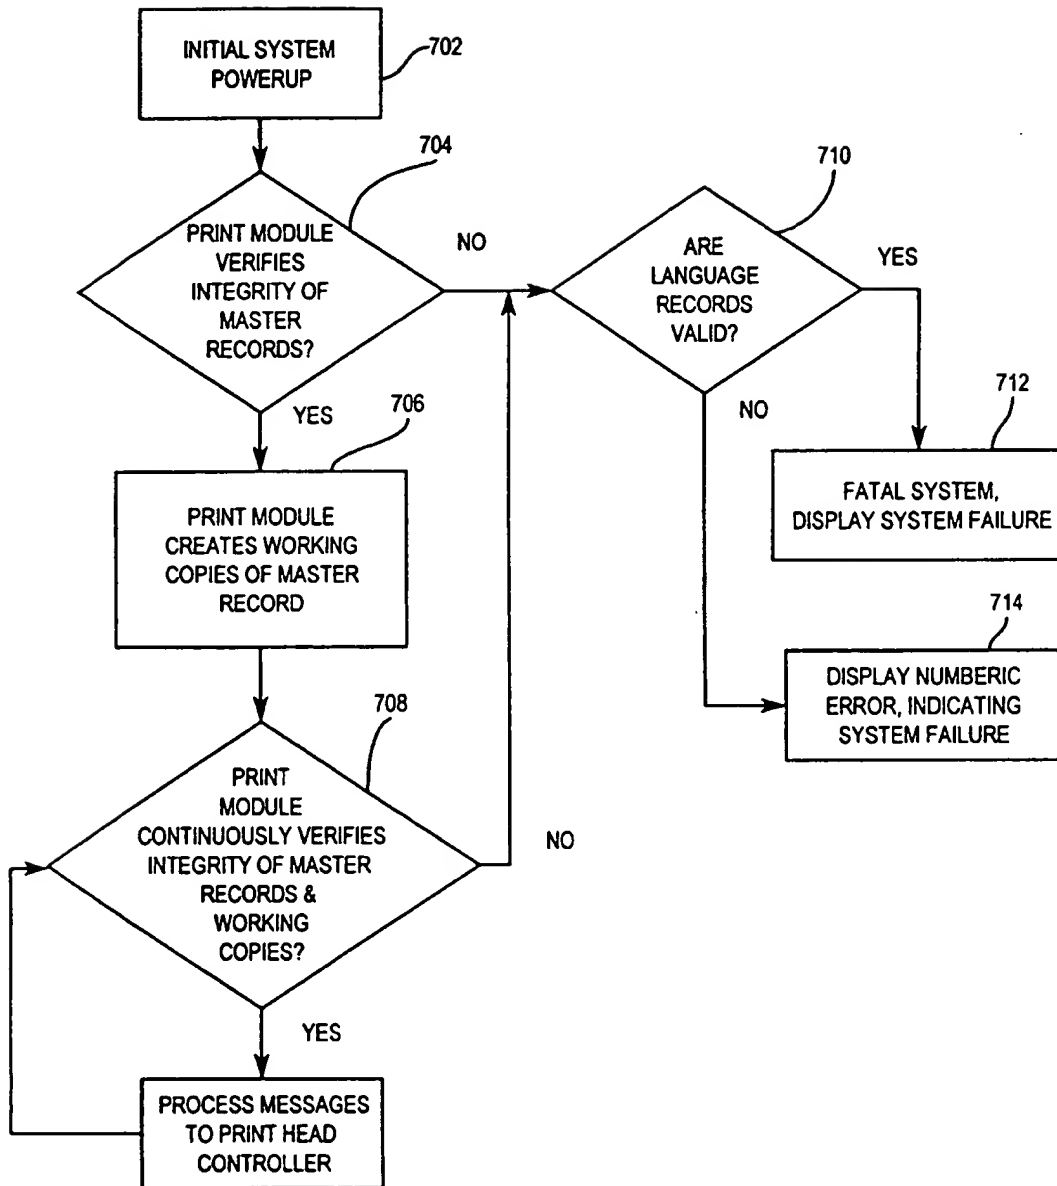 INITIAL SYSTEM
POWERUP
702
704
PRINT MODULE
VERIFIES
INTEGRITY OF
MASTER
RECORDS?
NO
YES
706
PRINT MODULE
CREATES WORKING
COPIES OF MASTER
RECORD
708
PRINT
MODULE
CONTINUOUSLY VERIFIES
INTEGRITY OF MASTER
RECORDS &
WORKING
COPIES?
NO
YES
PROCESS MESSAGES
TO PRINT HEAD
CONTROLLER
710
ARE
LANGUAGE
RECORDS
VALID?
YES
NO
712
FATAL SYSTEM,
DISPLAY SYSTEM FAILURE
714
DISPLAY NUMBERIC
ERROR, INDICATING
SYSTEM FAILURE